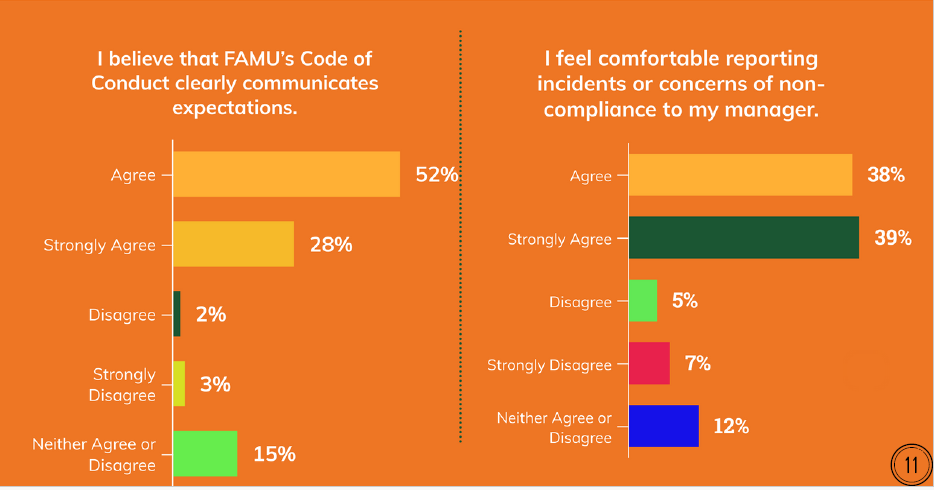 I believe that FAMU's Code of
Conduct clearly communicates
expectations.
Agree
52%
Strongly Agree
28%
Disagree
2%
Strongly
Disagree
3%
Neither Agree or
Disagree
15%
I feel comfortable reporting
incidents or concerns of non-
compliance to my manager.
Agree
38%
Strongly Agree
39%
Disagree
5%
Strongly Disagree
7%
Neither Agree or
Disagree
12%
11